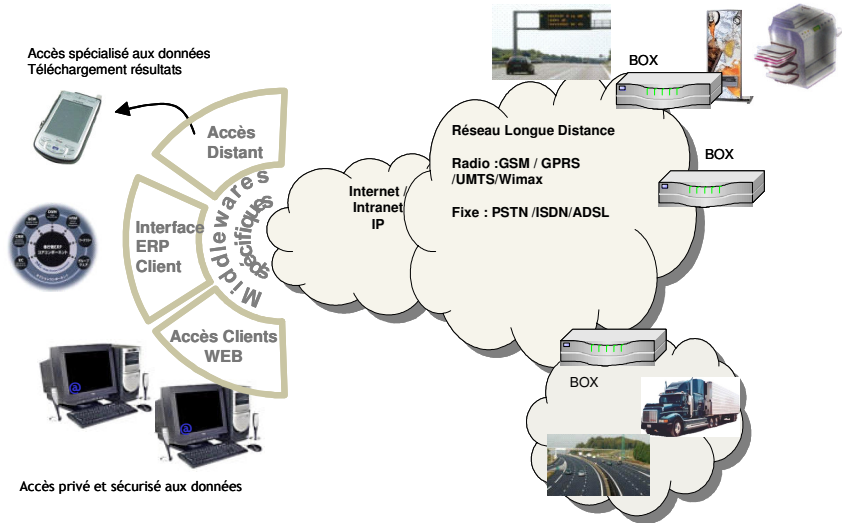 Accès spécialisé aux données
Téléchargement résultats
Accès
Distant
Interface
ERP
Client
Accès Clients
WEB
Middlewares
spécifiques
Accès privé et sécurisé aux données
Internet /
Intranet
IP
Réseau Longue Distance
Radio :GSM / GPRS
/UMTS/Wimax
Fixe : PSTN /ISDN/ADSL
BOX
BOX
BOX
@
@